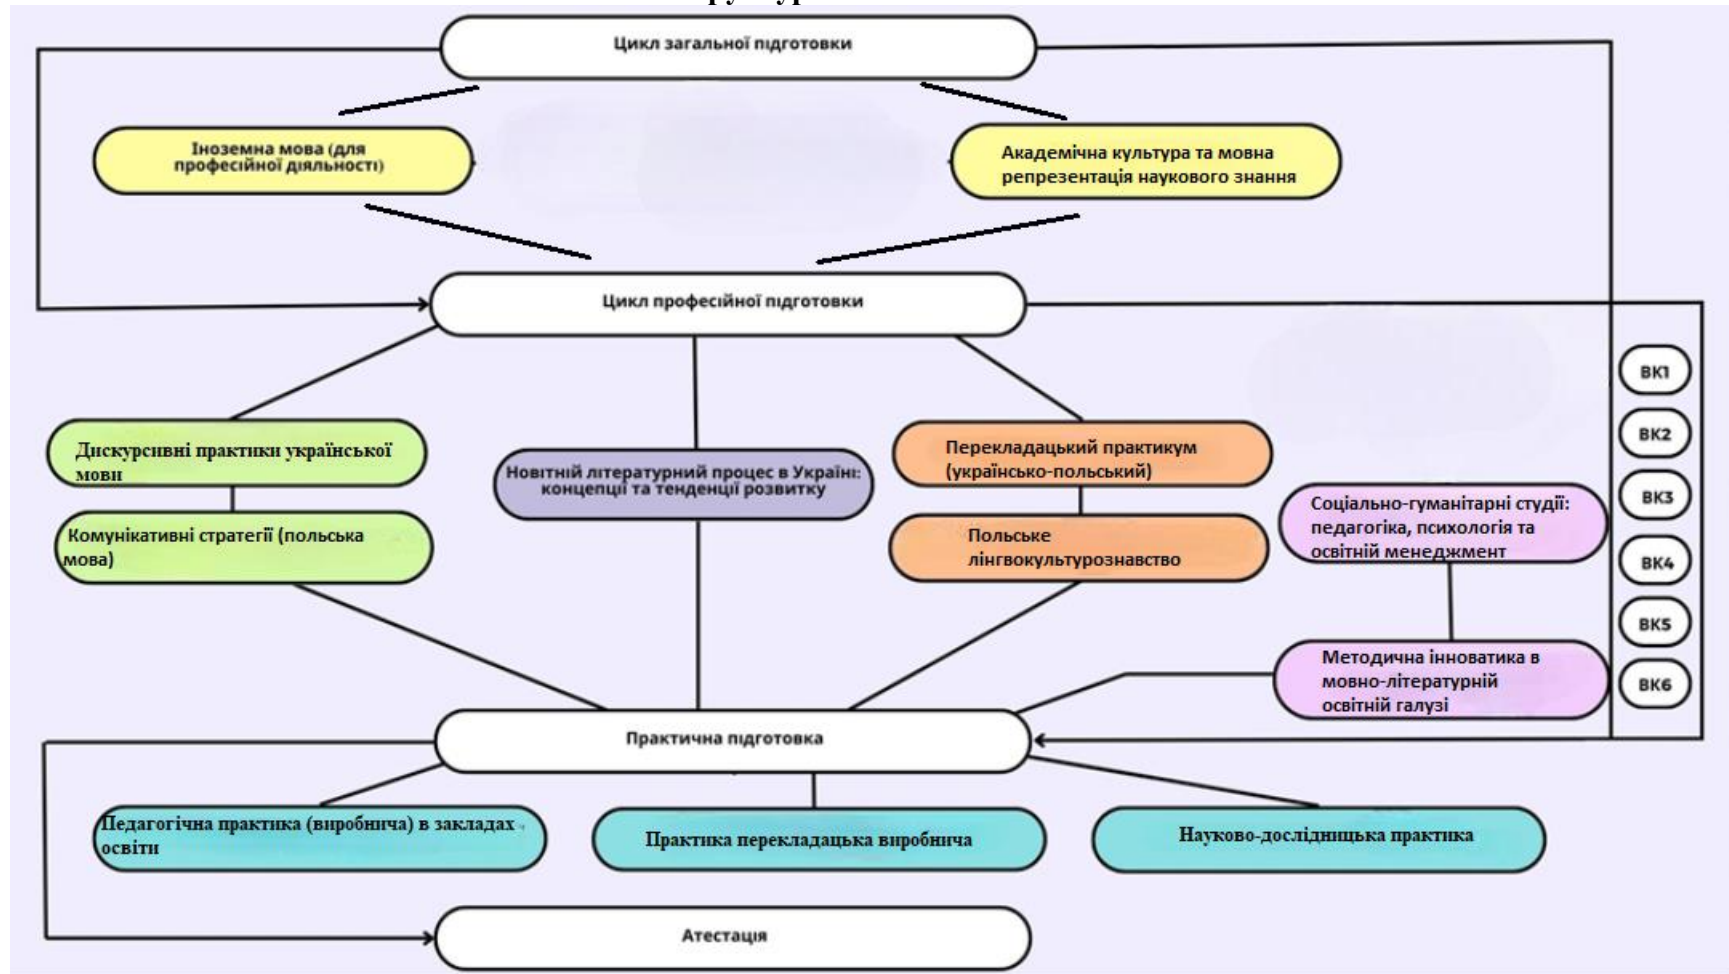 Цикл загальної підготовки
Іноземна мова (для
професійної діяльності)
Академічна культура та мовна
репрезентація наукового знання
Цикл професійної підготовки
ВК1
ВК2
ВК3
ВК4
ВК5
ВК6
Дискурсивні практики української
мови
Новітній літературний процес в Україні:
концепції та тенденції розвитку
Перекладацький практикум
(українсько-польський)
Комунікативні стратегії (польська
мова)
Польське
лінгвокультурознавство
Соціально-гуманітарні студії:
педагогіка, психологія та
освітній менеджмент
Методична інноватика в
мовно-літературній
освітній галузі
Практична підготовка
Педагогічна практика (виробнича) в закладах
освіти
Практика перекладацька виробнича
Науково-дослідницька практика
Атестація